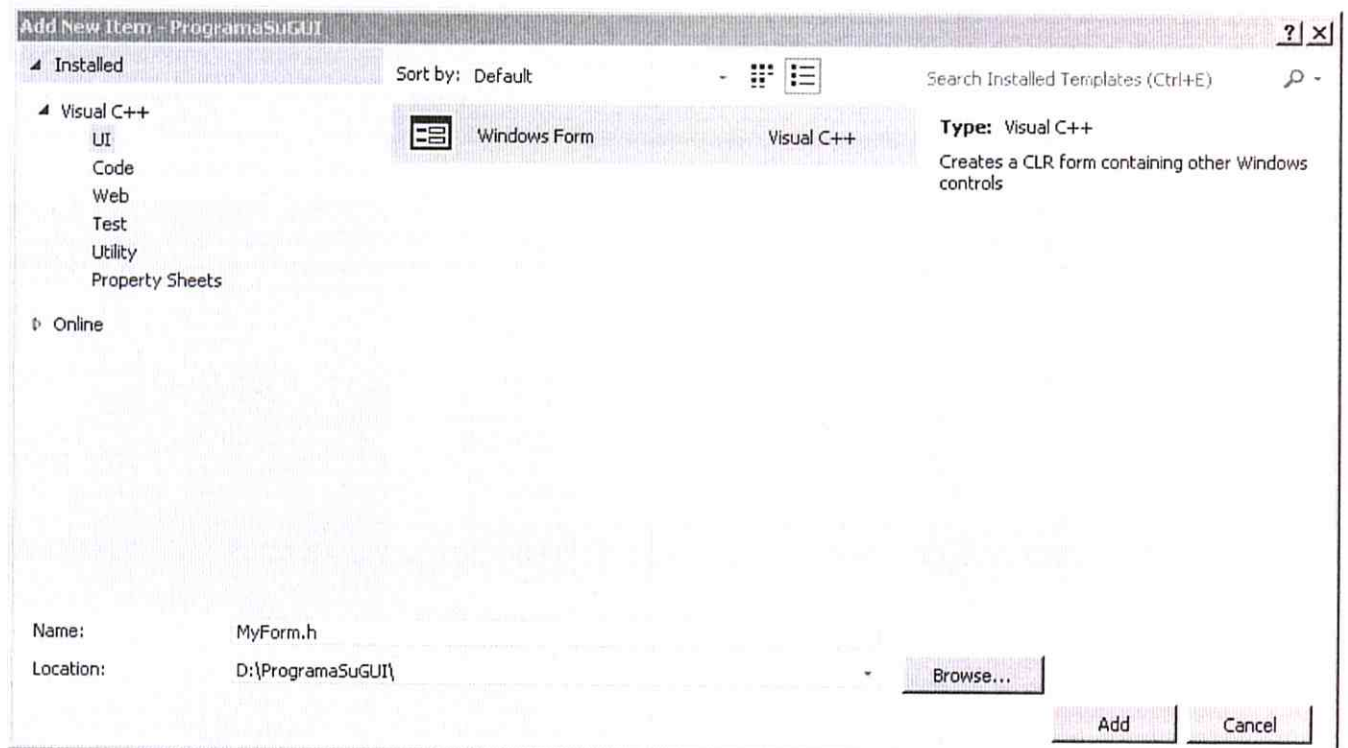 Add New Item - ProgramaSuGUI
Installed
Sort by: Default
Search Installed Templates (Ctrl+E)
Visual C++
UI
Code
Web
Test
Utility
Property Sheets
Online
Windows Form Visual C++
Type: Visual C++
Creates a CLR form containing other Windows
controls
Name: MyForm.h
Location: D:\ProgramaSuGUI\
Browse...
Add
Cancel